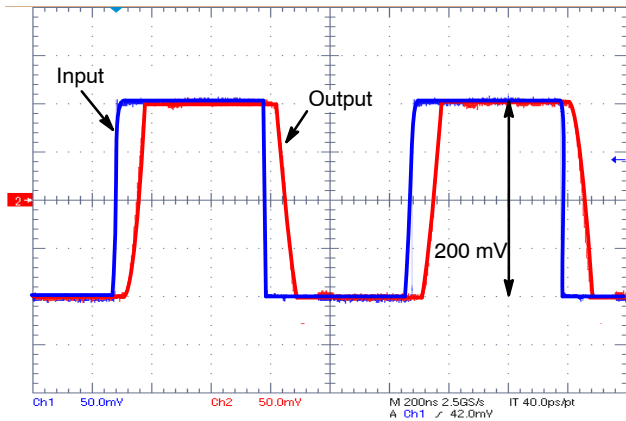 Input
Output
2
200 mV
Ch1 50.0mV Ch2 50.0mV M 200ns 2.5GS/s IT 40.0ps/pt
A Ch1 / 42.0mV